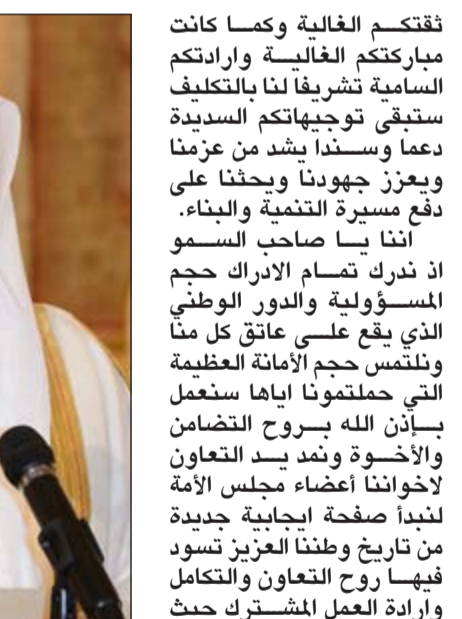 ثقتكم الغالية وكما كانت
مباركتكم الغالية وارادتكم
السامية تشريفا لنا بالتكليف
ستبقى توجيهاتكم السديدة
دعما وسندا يشد من عزمنا
ويعزز جهودنا ويحثنا على
دفع مسيرة التنمية والبناء.
اننا يا صاحب السمو
اذ ندرك تمام الادراك حجم
المسؤولية والدور الوطني
الذي يقع على عاتق كل منا
ونلتمس حجم الأمانة العظيمة
التي حملتمونا اياها سنعمل
بإذن الله بروح التضامن
والأخوة ونمد يد التعاون
لاخواننا أعضاء مجلس الأمة
لنبدأ صفحة ايجابية جديدة
من تاريخ وطننا العزيز تسود
فيها روح التعاون والتكامل
وإرادة العمل المشترك حيث